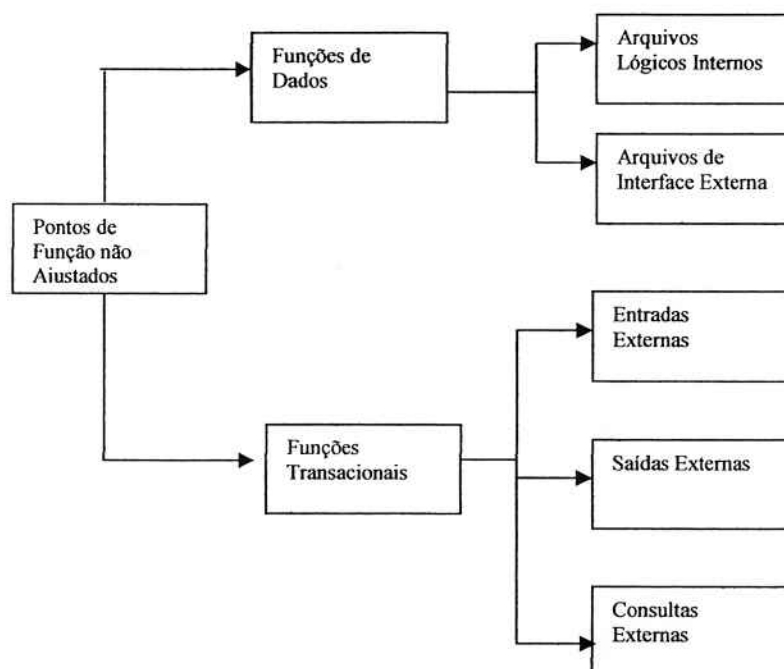 Funções de
Dados
Arquivos
Lógicos Internos
Arquivos de
Interface Externa
Pontos de
Função não
Aiustados
Entradas
Externas
Funções
Transacionais
Saídas Externas
Consultas
Externas